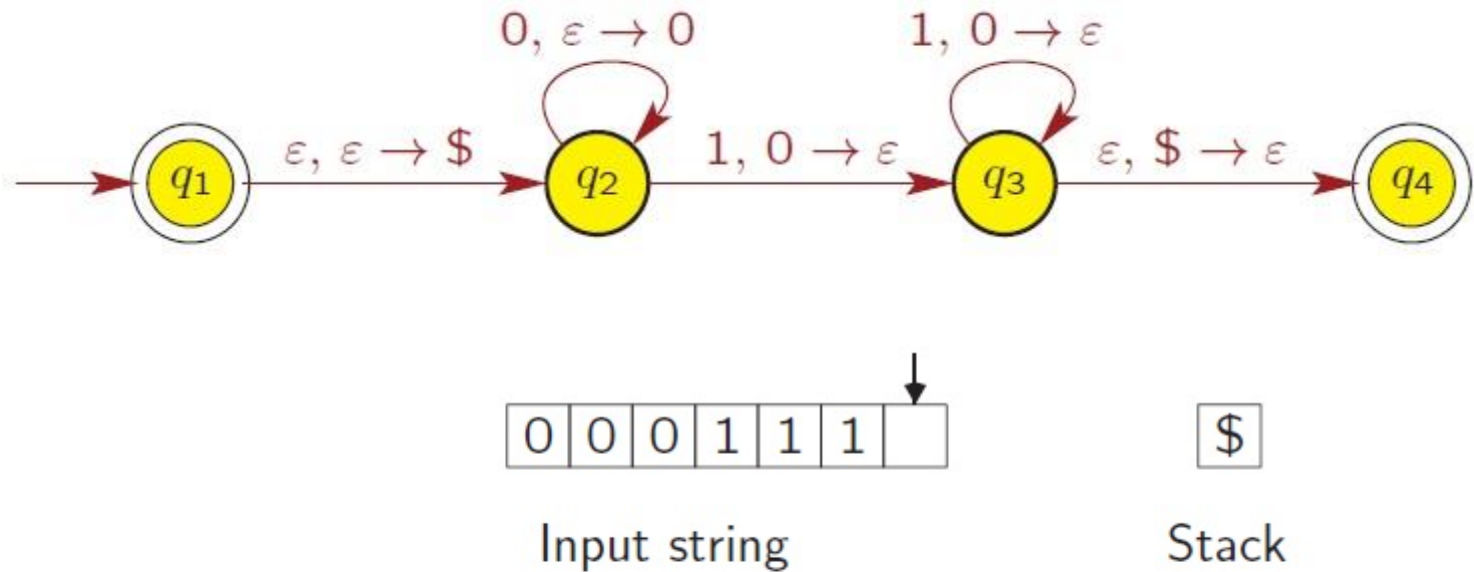 0, ε → 0 1, 0 → ε
q1 ε, ε → $ q2 1, 0 → ε q3 ε, $ → ε q4
0 0 0 1 1 1 $
Input string Stack